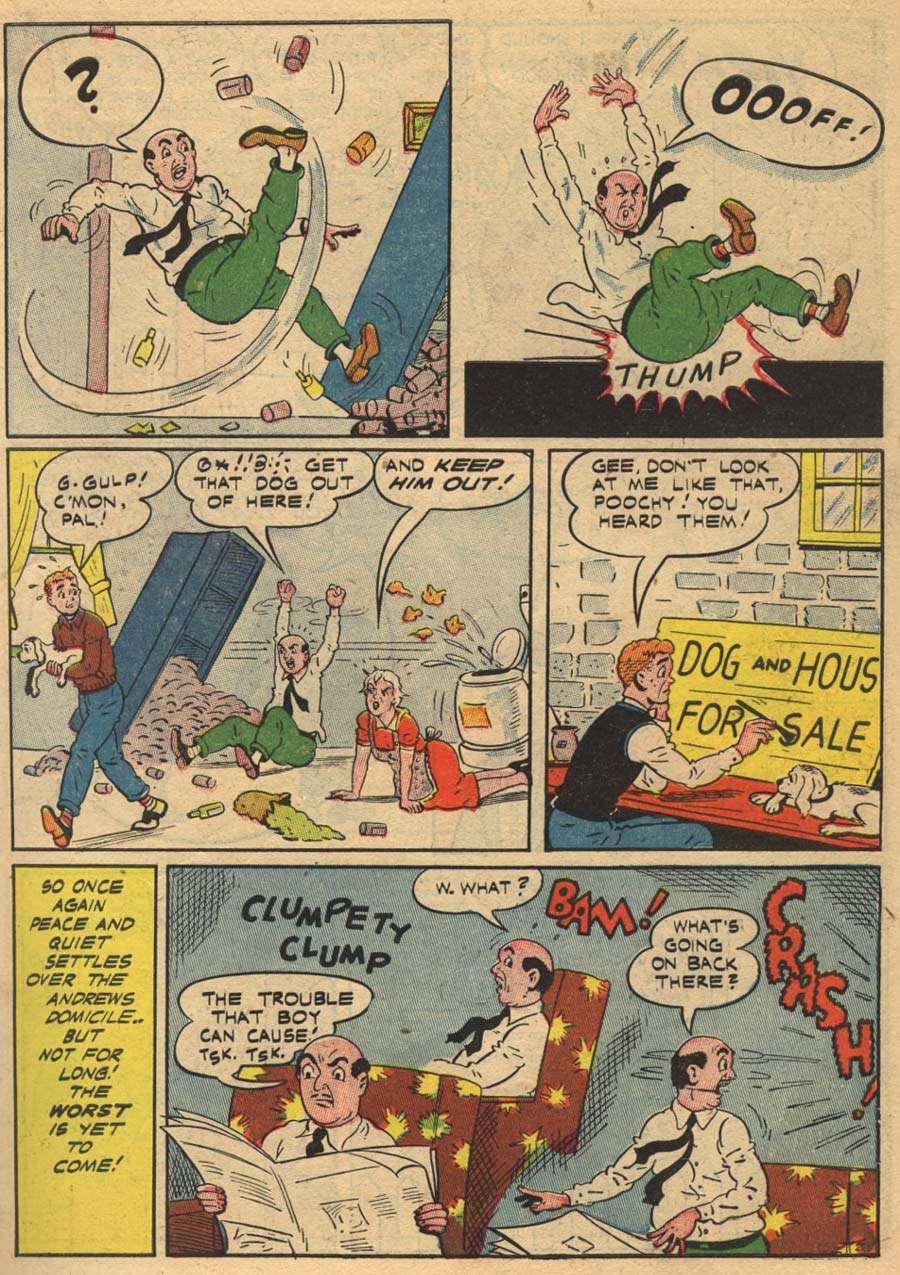 ?
OOOFF!
THUMP
G-GULP!
C'MON,
PAL!
@*!!@!; GET
THAT DOG OUT
OF HERE!
AND KEEP
HIM OUT!
GEE, DON'T LOOK
AT ME LIKE THAT,
POOCHY! YOU
HEARD THEM!
DOG AND HOUS
FOR SALE
SO ONCE
AGAIN
PEACE AND
QUIET
SETTLES
OVER THE
ANDREWS
DOMICILE..
BUT
NOT FOR
LONG!
THE
WORST
IS YET
TO
COME!
CLUMPETY
CLUMP
THE TROUBLE
THAT BOY
CAN CAUSE!
TSK. TSK.
W. WHAT?
BAM!
WHAT'S
GOING
ON BACK
THERE?
CRASH!